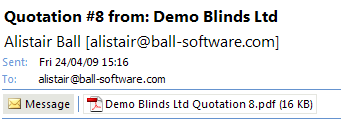 Quotation #8 from: Demo Blinds Ltd
Alistair Ball [alistair@ball-software.com]
Sent: Fri 24/04/09 15:16
To: alistair@ball-software.com
Message Demo Blinds Ltd Quotation 8.pdf (16 KB)